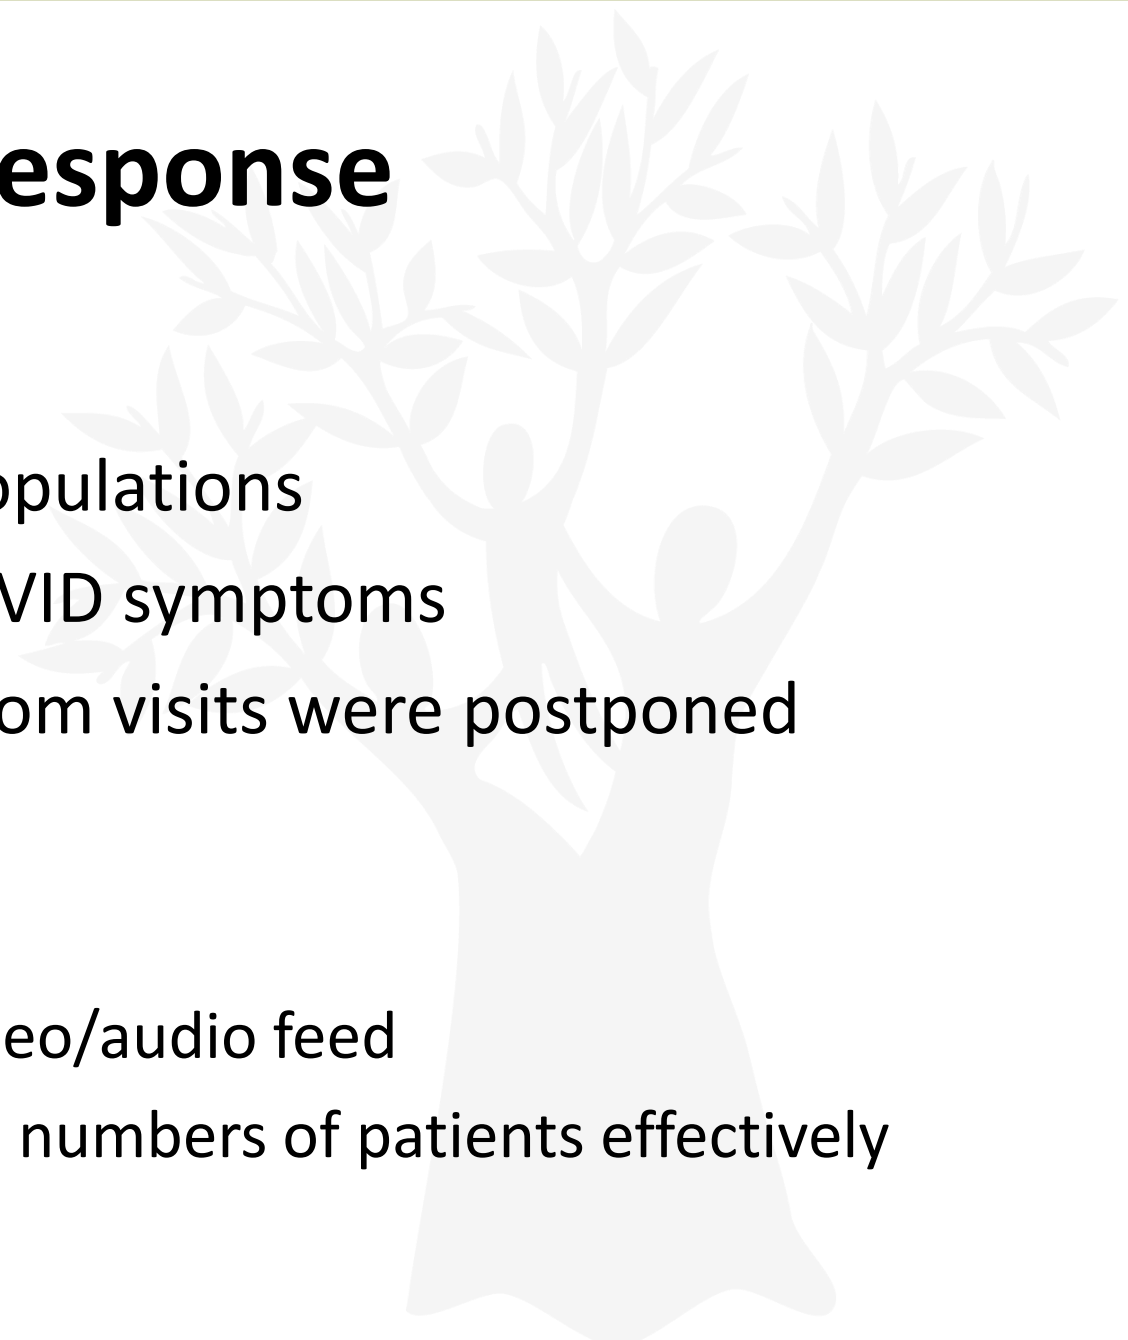 esponse
opulations
VID symptoms
om visits were postponed
eo/audio feed
numbers of patients effectively